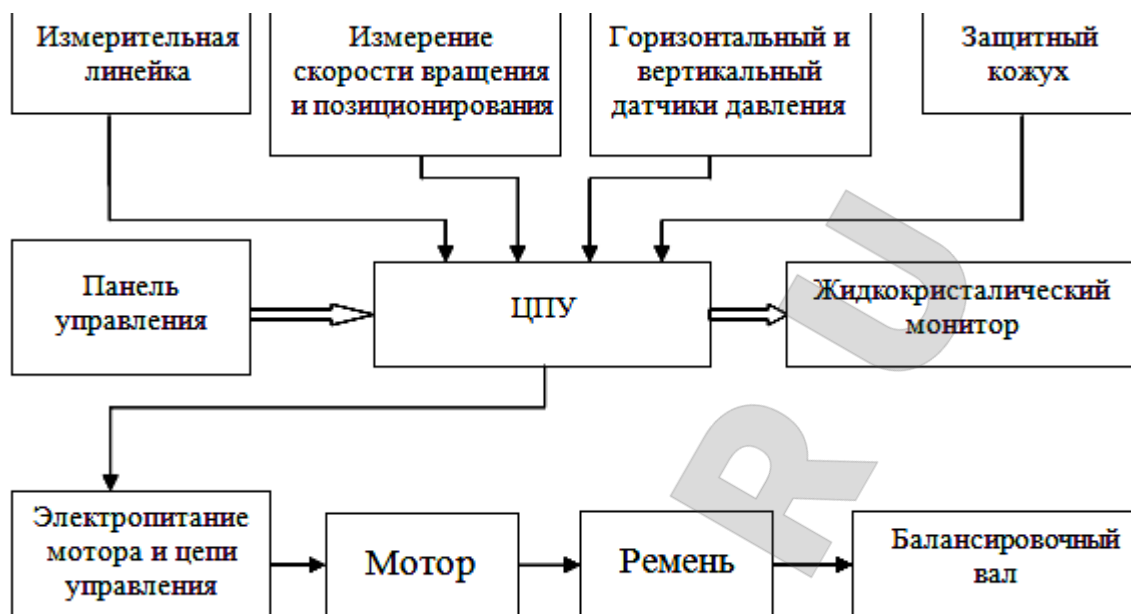 Измерительная
линейка
Измерение
скорости вращения
и позиционирования
Горизонтальный и
вертикальный
датчики давления
Защитный
кожух
Панель
управления
ЦПУ
Жидкокристалический
монитор
Электропитание
мотора и цепи
управления
Мотор
Ремень
Балансировочный
вал
R U